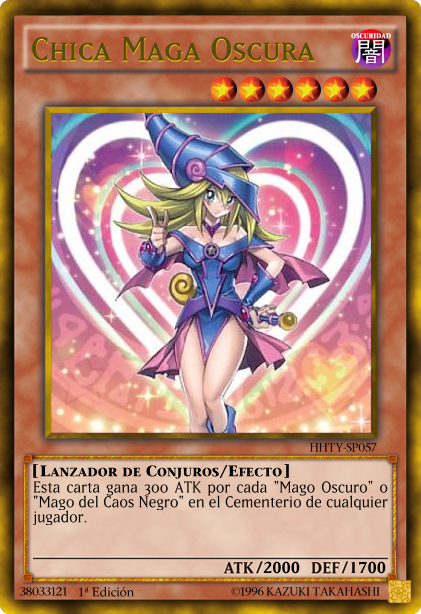 Chica Maga Oscura
OSCURIDAD
闇
HHTY-SP057
[Lanzador de Conjuros/Efecto]
Esta carta gana 300 ATK por cada "Mago Oscuro" o
"Mago del Caos Negro" en el Cementerio de cualquier
jugador.
ATK/2000 DEF/1700
38033121 1ª Edición ©1996 KAZUKI TAKAHASHI